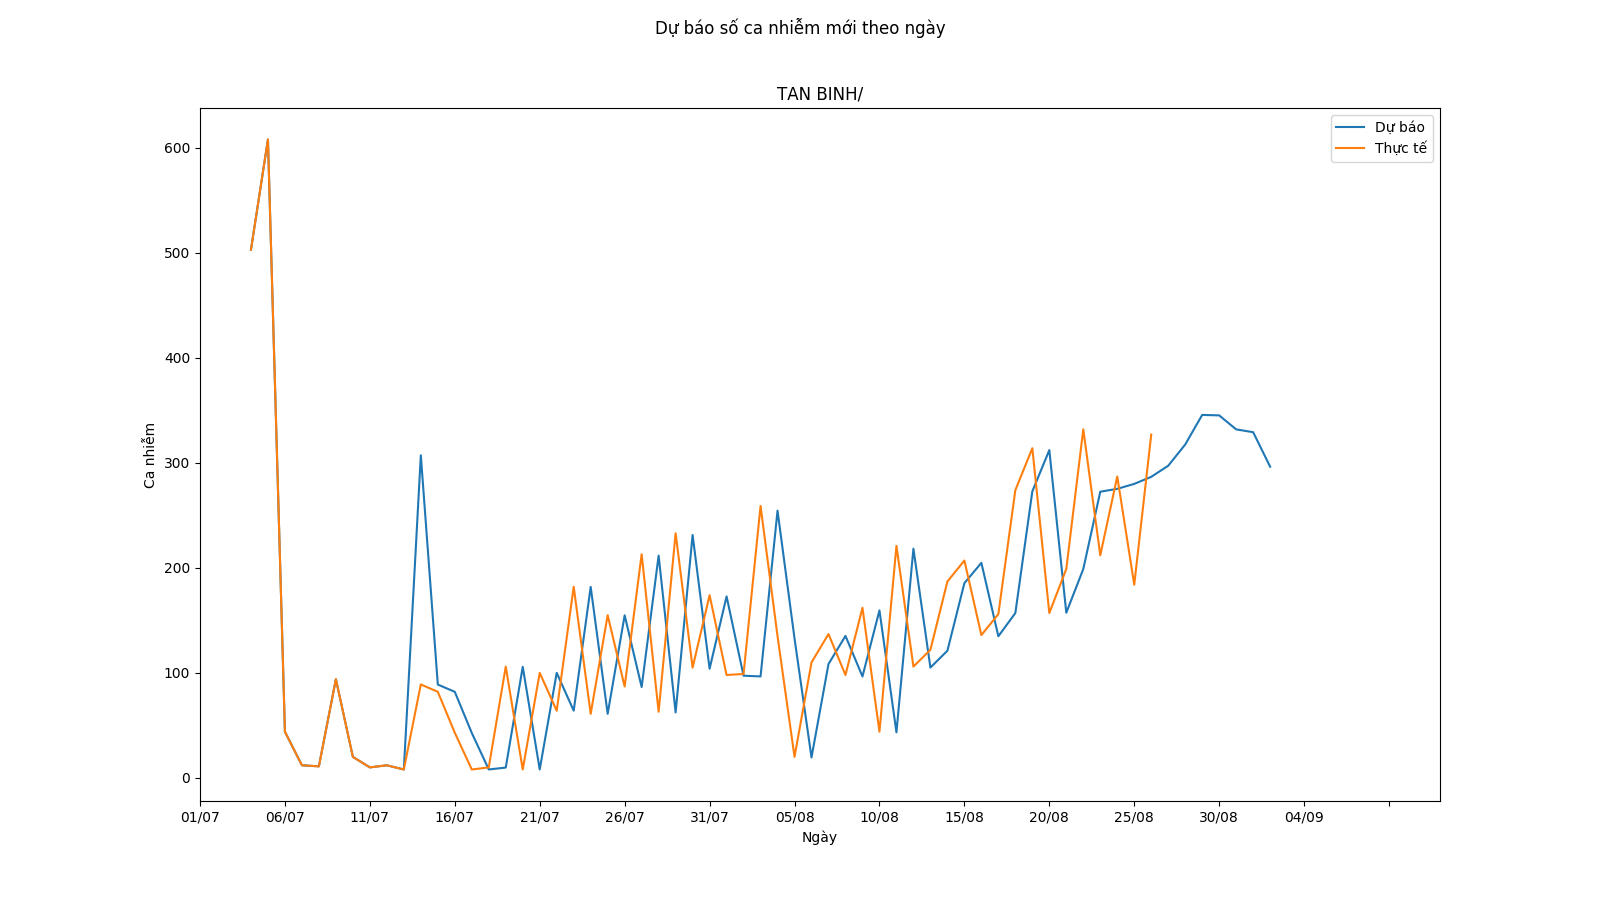 Dự báo số ca nhiễm mới theo ngày
TAN BINH/
Dự báo
Thực tế
600
500
400
300
200
100
0
Ca nhiễm
01/07 06/07 11/07 16/07 21/07 26/07 31/07 05/08 10/08 15/08 20/08 25/08 30/08 04/09
Ngày